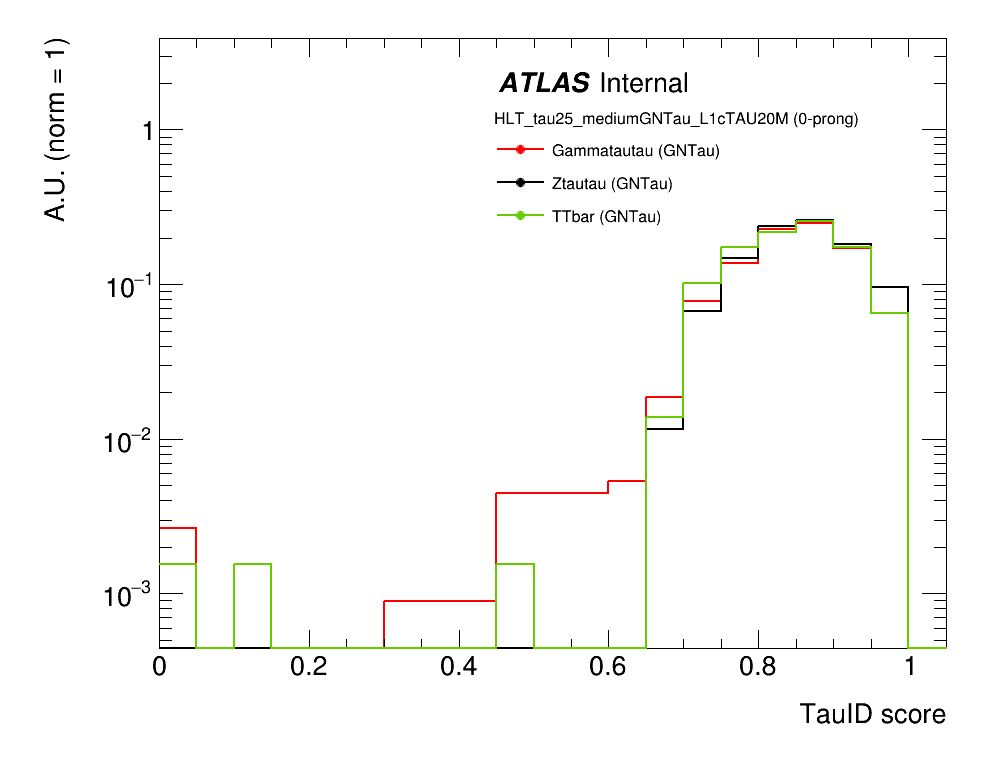 A.U. (norm = 1)
ATLAS Internal
HLT_tau25_mediumGNTau_L1cTAU20M (0-prong)
Gammatautau (GNTau)
Ztautau (GNTau)
TTbar (GNTau)
1
10⁻¹
10⁻²
10⁻³
0 0.2 0.4 0.6 0.8 1
TauID score